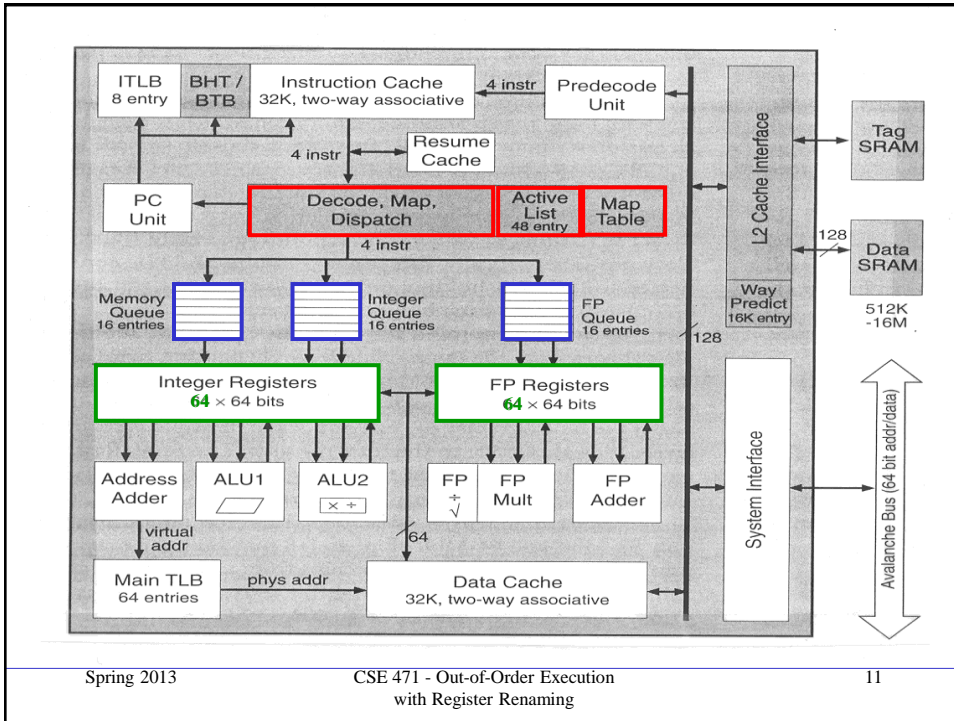 ITLB
8 entry
BHT /
BTB
Instruction Cache
32K, two-way associative
4 instr
Predecode
Unit
4 instr
Resume
Cache
PC
Unit
Decode, Map,
Dispatch
Active
List
48 entry
Map
Table
4 instr
Memory
Queue
16 entries
Integer
Queue
16 entries
FP
Queue
16 entries
Integer Registers
64 × 64 bits
FP Registers
64 × 64 bits
Address
Adder
ALU1
ALU2
× ÷
FP
÷
√
FP
Mult
FP
Adder
virtual
addr
64
Main TLB
64 entries
phys addr
Data Cache
32K, two-way associative
128
L2 Cache Interface
Way
Predict
16K entry
System Interface
Tag
SRAM
128
Data
SRAM
512K
-16M
Avalanche Bus (64 bit addr/data)
Spring 2013
CSE 471 - Out-of-Order Execution
with Register Renaming
11